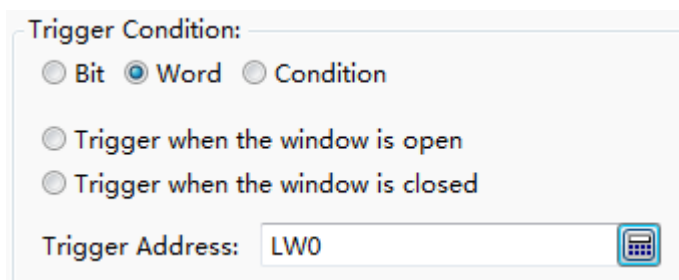 Trigger Condition:
Bit Word Condition
Trigger when the window is open
Trigger when the window is closed
Trigger Address: LW0